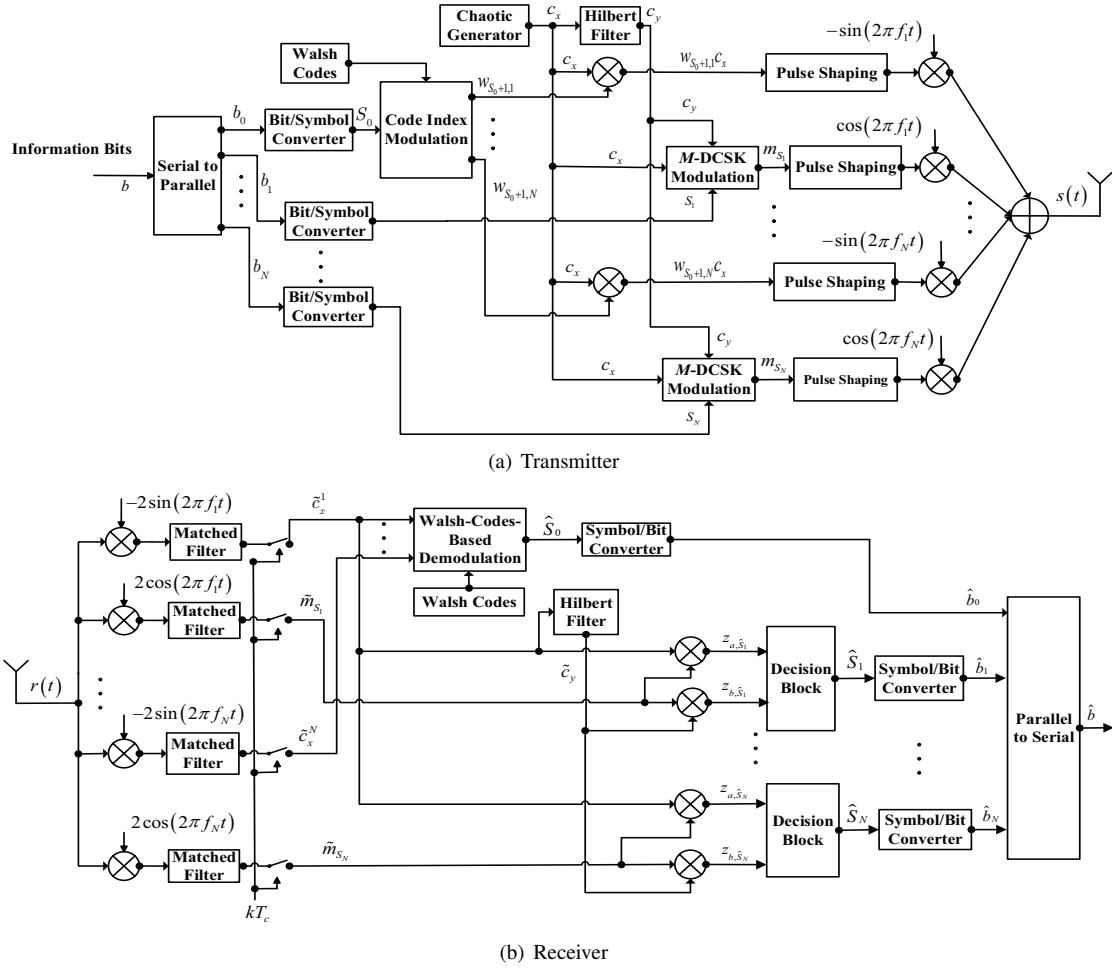 Chaotic
Generator
c_x
Hilbert
Filter
c_y
−sin(2πf_1t)
Walsh
Codes
c_x
w_{S_0+1,1}c_x
Pulse Shaping
w_{S_0+1,1}
b_0
Bit/Symbol
Converter
S_0
Code Index
Modulation
c_y
cos(2πf_1t)
Information Bits
b
Serial to
Parallel
c_x
M-DCSK
Modulation
m_{S_1}
Pulse Shaping
s(t)
b_1
w_{S_0+1,N}
S_1
Bit/Symbol
Converter
−sin(2πf_Nt)
b_N
c_x
w_{S_0+1,N}c_x
Pulse Shaping
Bit/Symbol
Converter
c_y
cos(2πf_Nt)
c_x
M-DCSK
Modulation
m_{S_N}
Pulse Shaping
S_N
(a) Transmitter
−2sin(2πf_1t)
Matched
Filter
c̃_x^1
Walsh-Codes-
Based
Demodulation
Ŝ_0
Symbol/Bit
Converter
2cos(2πf_1t)
Matched
Filter
m̃_{S_1}
Walsh Codes
Hilbert
Filter
b̂_0
r(t)
c̃_y
z_{a,Ŝ_1}
z_{b,Ŝ_1}
Decision
Block
Ŝ_1
Symbol/Bit
Converter
b̂_1
−2sin(2πf_Nt)
Matched
Filter
c̃_x^N
Parallel
to Serial
b̂
2cos(2πf_Nt)
Matched
Filter
m̃_{S_N}
z_{a,Ŝ_N}
z_{b,Ŝ_N}
Decision
Block
Ŝ_N
Symbol/Bit
Converter
b̂_N
kT_c
(b) Receiver